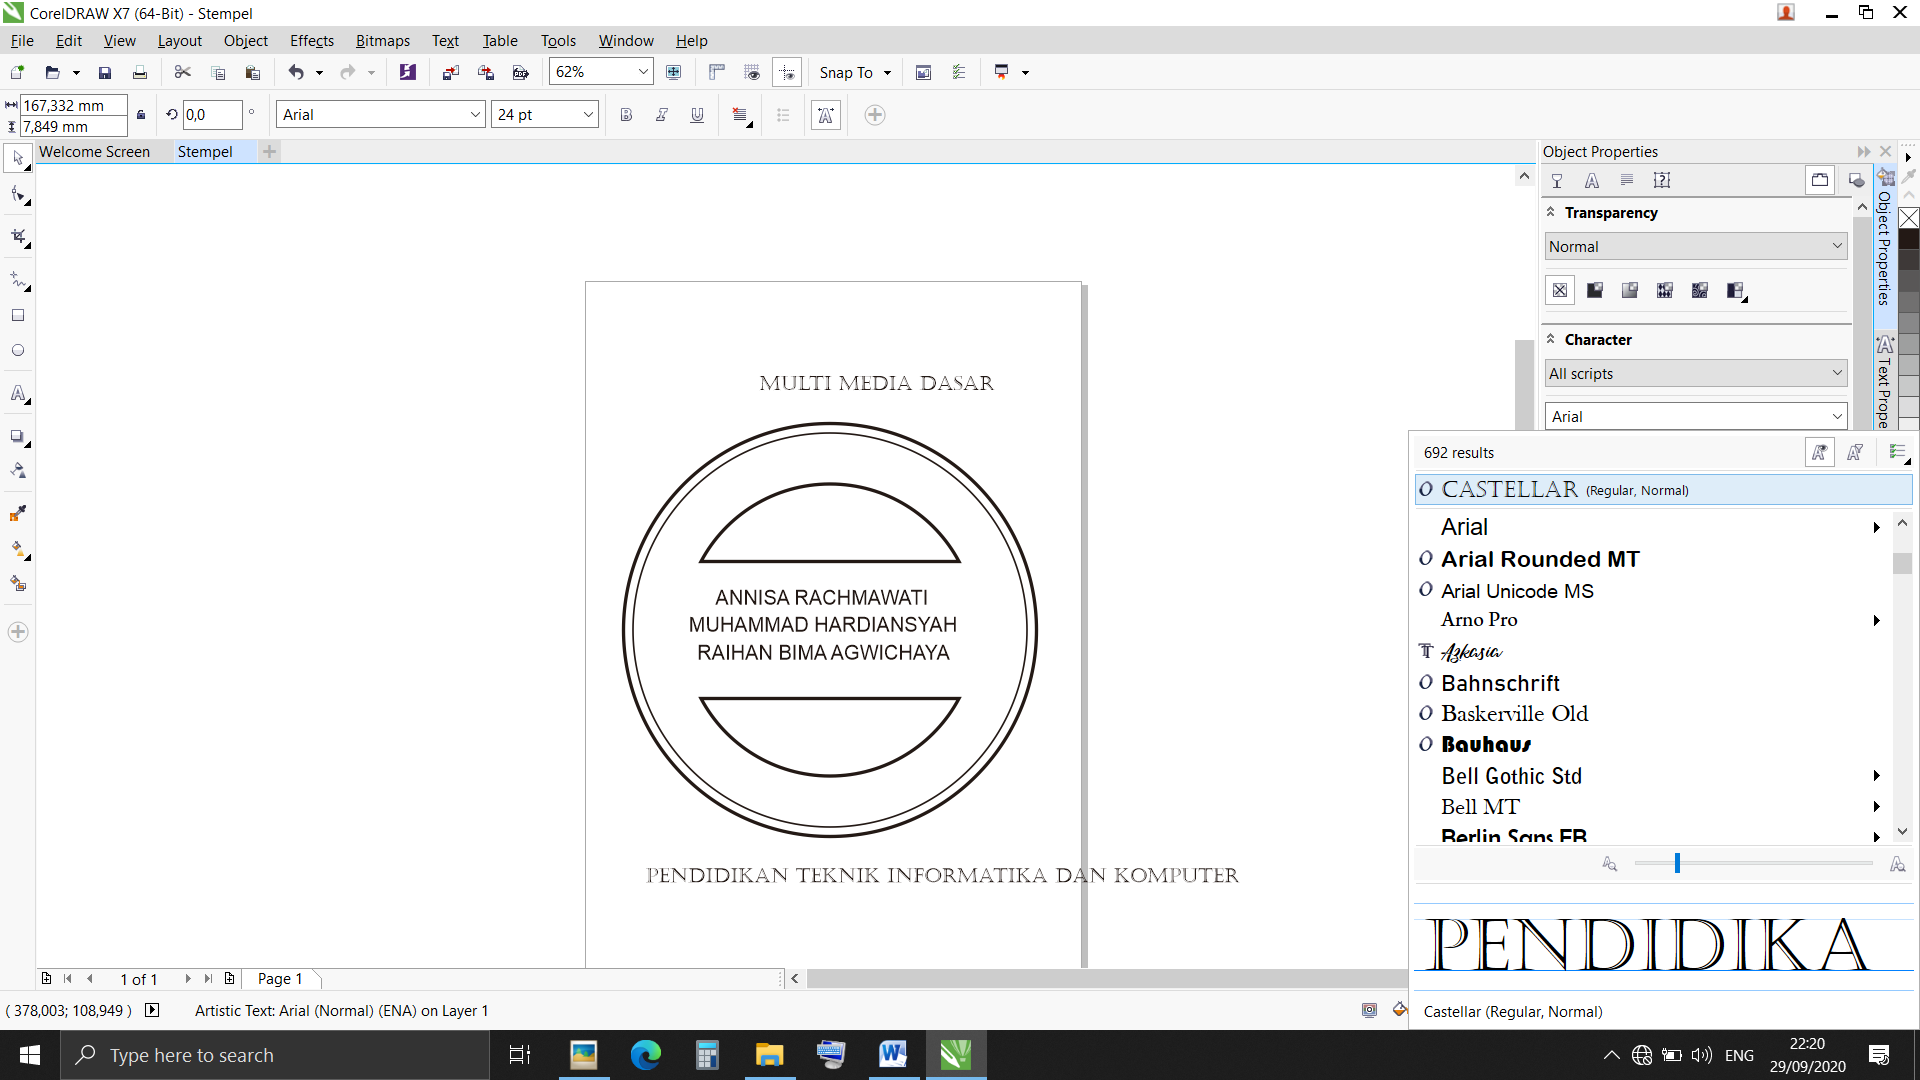 CorelDRAW X7 (64-Bit) - Stempel
File Edit View Layout Object Effects Bitmaps Text Table Tools Window Help
62% Snap To
167,332 mm
7,849 mm
0,0 °
Arial
24 pt
B I U
Welcome Screen Stempel
Object Properties
Transparency
Normal
Character
All scripts
Arial
Object Properties
Text Prope
MULTI MEDIA DASAR
ANNISA RACHMAWATI
MUHAMMAD HARDIANSYAH
RAIHAN BIMA AGWICHAYA
PENDIDIKAN TEKNIK INFORMATIKA DAN KOMPUTER
692 results
CASTELLAR (Regular, Normal)
Arial
Arial Rounded MT
Arial Unicode MS
Arno Pro
Azkasia
Bahnschrift
Baskerville Old
Bauhaus
Bell Gothic Std
Bell MT
Berlin Sans FB
PENDIDIKA
Castellar (Regular, Normal)
1 of 1 Page 1
( 378,003; 108,949 ) Artistic Text: Arial (Normal) (ENA) on Layer 1
Type here to search
ENG
22:20
29/09/2020